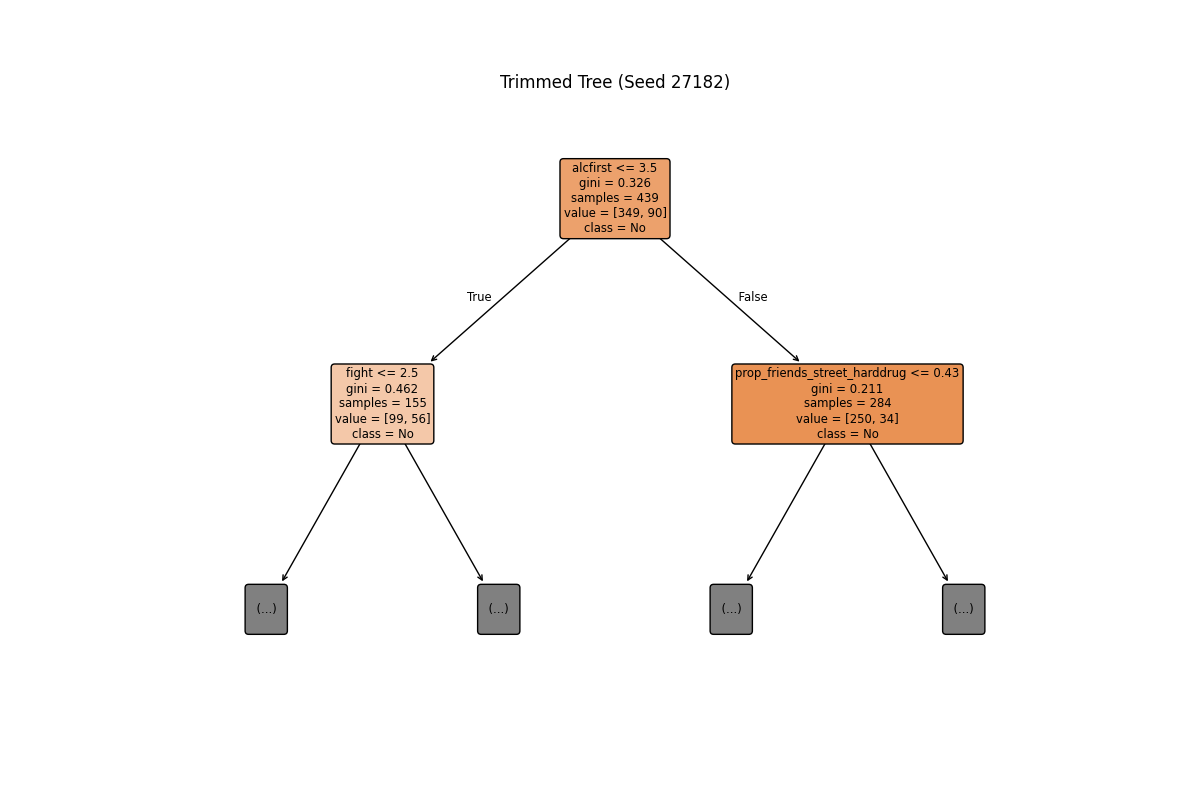 Trimmed Tree (Seed 27182)
alcfirst <= 3.5
gini = 0.326
samples = 439
value = [349, 90]
class = No
True
False
fight <= 2.5
gini = 0.462
samples = 155
value = [99, 56]
class = No
prop_friends_street_harddrug <= 0.43
gini = 0.211
samples = 284
value = [250, 34]
class = No
(...)
(...)
(...)
(...)